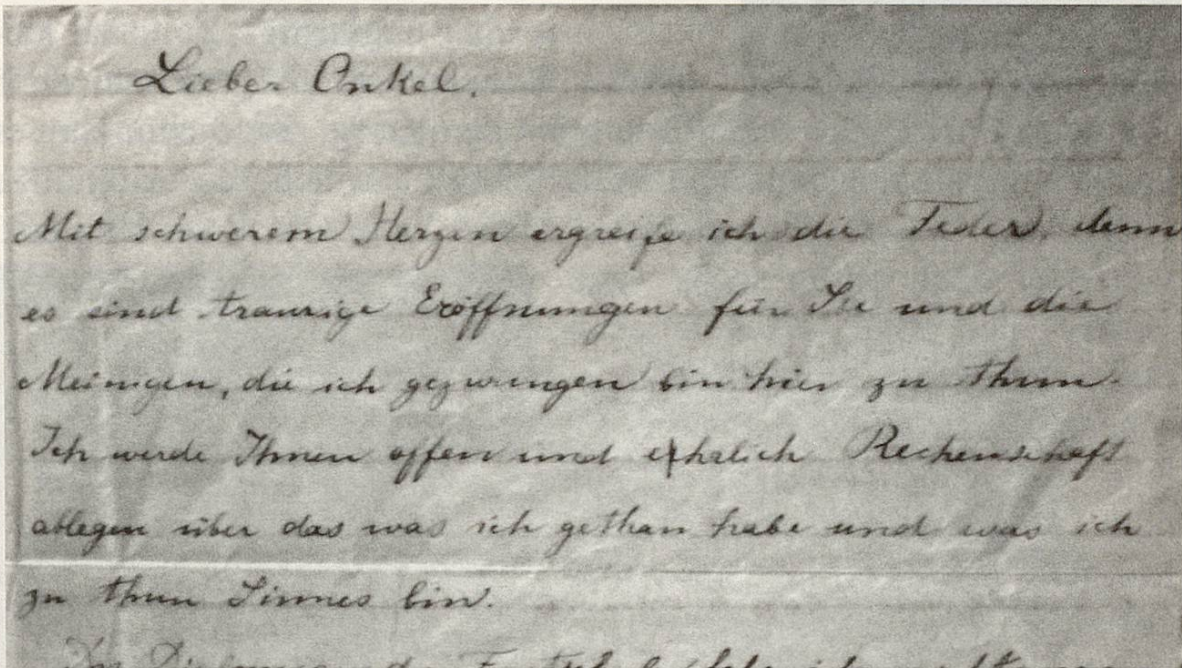 Lieber Onkel.
Mit schwerem Herzen ergreife ich die Feder, denn
es sind traurige Eröffnungen für Sie und die
Meinigen, die ich gezwungen bin hier zu thun.
Ich werde Ihnen offen und ehrlich Rechenschaft
ablegen über das was ich gethan habe und was ich
zu thun Sinnes bin.